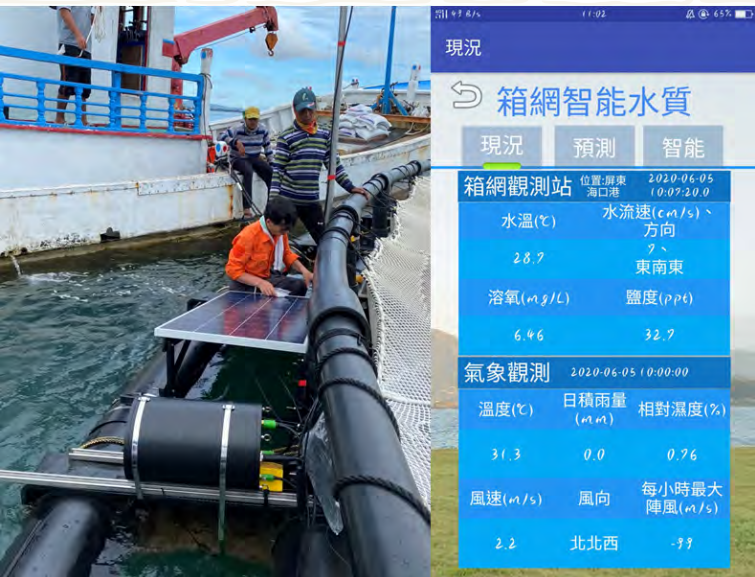 11:02
65%
現況
箱網智能水質
現況 預測 智能
箱網觀測站 位置:屏東海口港 2020-06-05 10:07:20.0
水溫(℃) 水流速(cm/s)、方向
28.7 7、東南東
溶氧(mg/L) 鹽度(ppt)
6.46 32.7
氣象觀測 2020-06-05 10:00:00
溫度(℃) 日積雨量(mm) 相對濕度(%)
31.3 0.0 0.76
風速(m/s) 風向 每小時最大陣風(m/s)
2.2 北北西 -99